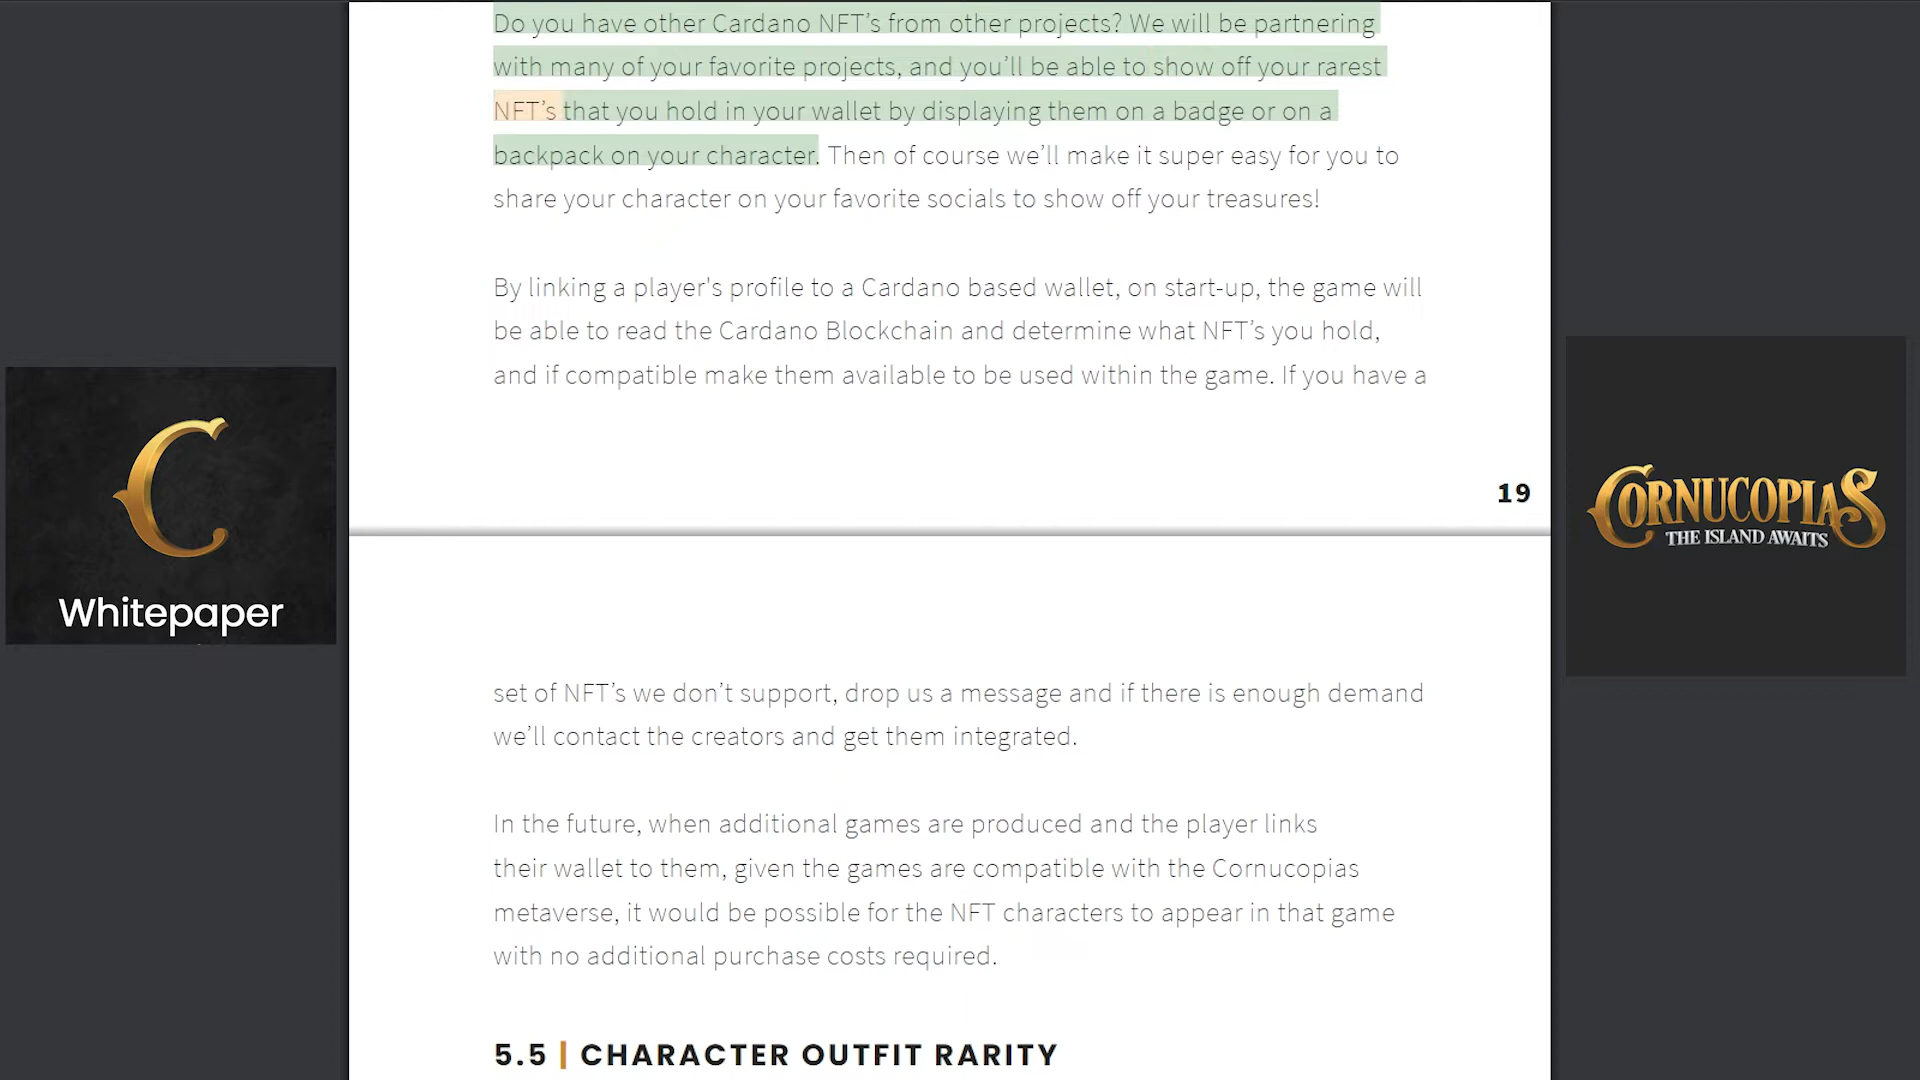 Do you have other Cardano NFT’s from other projects? We will be partnering
with many of your favorite projects, and you’ll be able to show off your rarest
NFT’s that you hold in your wallet by displaying them on a badge or on a
backpack on your character. Then of course we’ll make it super easy for you to
share your character on your favorite socials to show off your treasures!
By linking a player's profile to a Cardano based wallet, on start-up, the game will
be able to read the Cardano Blockchain and determine what NFT’s you hold,
and if compatible make them available to be used within the game. If you have a
19
set of NFT’s we don’t support, drop us a message and if there is enough demand
we’ll contact the creators and get them integrated.
In the future, when additional games are produced and the player links
their wallet to them, given the games are compatible with the Cornucopias
metaverse, it would be possible for the NFT characters to appear in that game
with no additional purchase costs required.
5.5 | CHARACTER OUTFIT RARITY
C
Whitepaper
CORNUCOPIAS
THE ISLAND AWAITS